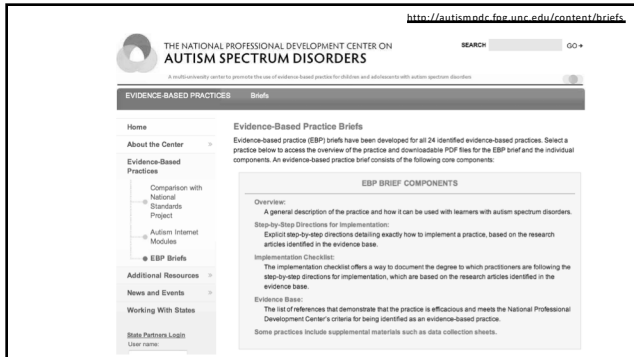 http://autismpdc.fpg.unc.edu/content/briefs
THE NATIONAL PROFESSIONAL DEVELOPMENT CENTER ON
AUTISM SPECTRUM DISORDERS
SEARCH
GO
A multi-university center to promote the use of evidence-based practice for children and adolescents with autism spectrum disorders
EVIDENCE-BASED PRACTICES Briefs
Home
About the Center »
Evidence-Based
Practices
Comparison with
National
Standards
Project
Autism Internet
Modules
EBP Briefs
Additional Resources »
News and Events »
Working With States
State Partners Login
User name:
Evidence-Based Practice Briefs
Evidence-based practice (EBP) briefs have been developed for all 24 identified evidence-based practices. Select a
practice below to access the overview of the practice and downloadable PDF files for the EBP brief and the individual
components. An evidence-based practice brief consists of the following core components:
EBP BRIEF COMPONENTS
Overview:
A general description of the practice and how it can be used with learners with autism spectrum disorders.
Step-by-Step Directions for Implementation:
Explicit step-by-step directions detailing exactly how to implement a practice, based on the research
articles identified in the evidence base.
Implementation Checklist:
The implementation checklist offers a way to document the degree to which practitioners are following the
step-by-step directions for implementation, which are based on the research articles identified in the
evidence base.
Evidence Base:
The list of references that demonstrate that the practice is efficacious and meets the National Professional
Development Center's criteria for being identified as an evidence-based practice.
Some practices include supplemental materials such as data collection sheets.